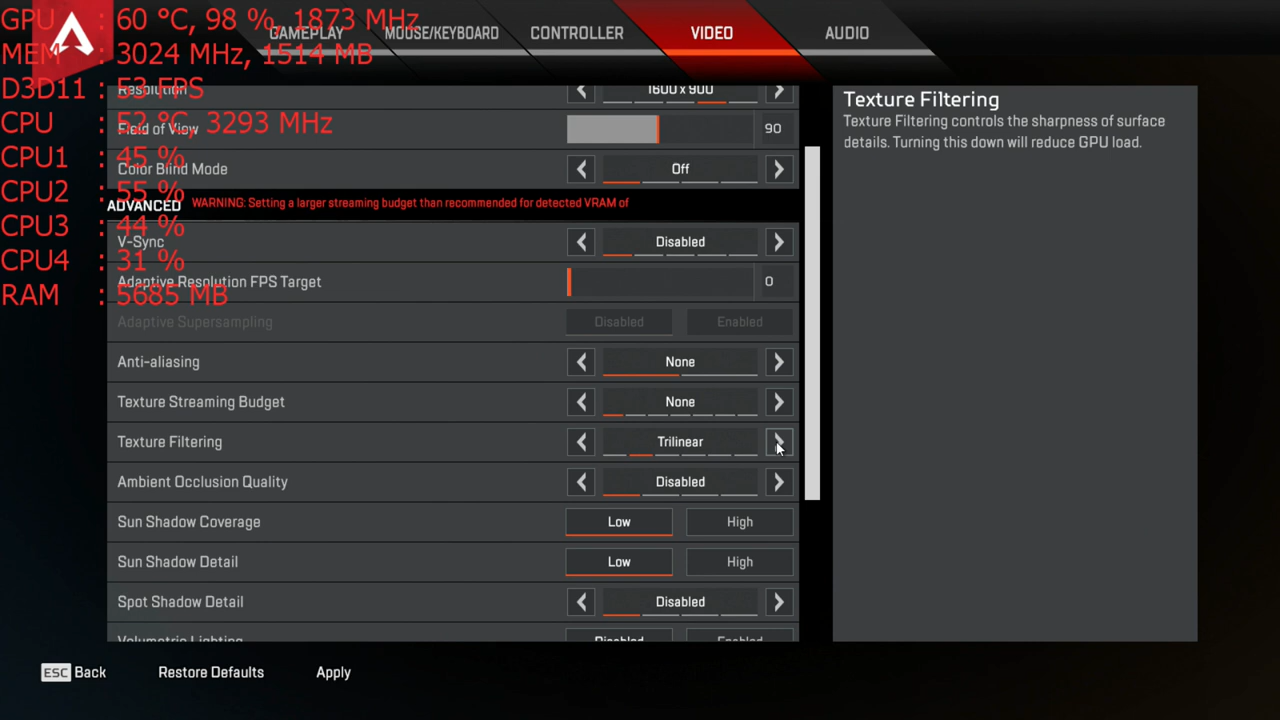 GPU : 60 °C, 98 %, 1873 MHz
MEM : 3024 MHz, 1514 MB
D3D11 : 53 FPS
CPU : 52 °C, 3293 MHz
CPU1 : 45 %
CPU2 : 55 %
CPU3 : 44 %
CPU4 : 31 %
RAM : 5685 MB
GAMEPLAY MOUSE/KEYBOARD CONTROLLER VIDEO AUDIO
Resolution 1600 x 900
Field of View 90
Color Blind Mode Off
ADVANCED WARNING: Setting a larger streaming budget than recommended for detected VRAM of
V-Sync Disabled
Adaptive Resolution FPS Target 0
Adaptive Supersampling Disabled Enabled
Anti-aliasing None
Texture Streaming Budget None
Texture Filtering Trilinear
Ambient Occlusion Quality Disabled
Sun Shadow Coverage Low High
Sun Shadow Detail Low High
Spot Shadow Detail Disabled
Volumetric Lighting Disabled Enabled
Texture Filtering
Texture Filtering controls the sharpness of surface
details. Turning this down will reduce GPU load.
ESC Back Restore Defaults Apply